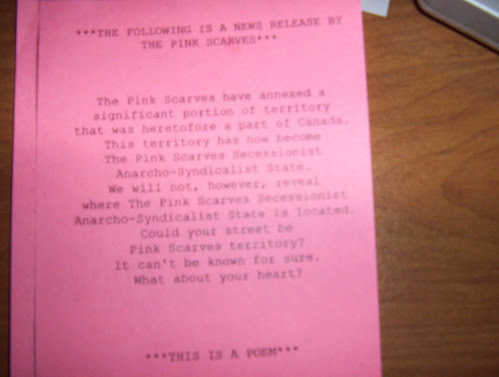 ***THE FOLLOWING IS A NEWS RELEASE BY
THE PINK SCARVES***
The Pink Scarves have annexed a
significant portion of territory
that was heretofore a part of Canada.
This territory has now become
The Pink Scarves Secessionist
Anarcho-Syndicalist State.
We will not, however, reveal
where The Pink Scarves Secessionist
Anarcho-Syndicalist State is located.
Could your street be
Pink Scarves territory?
It can't be known for sure.
What about your heart?
***THIS IS A POEM***